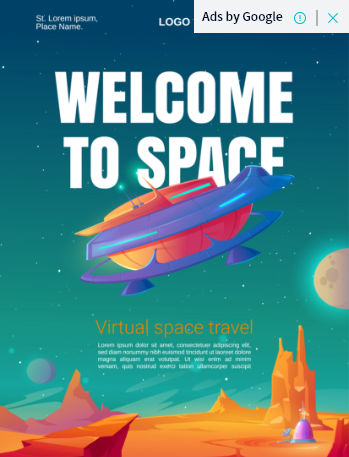 St. Lorem ipsum,
Place Name.
LOGO
Ads by Google
WELCOME
TO SPACE
Virtual space travel
Lorem ipsum dolor sit amet, consectetuer adipiscing elit,
sed diam nonummy nibh euismod tincidunt ut laoreet dolore
magna aliquam erat volutpat. Ut wisi enim ad minim
veniam, quis nostrud exerci tation ullamcorper suscipit